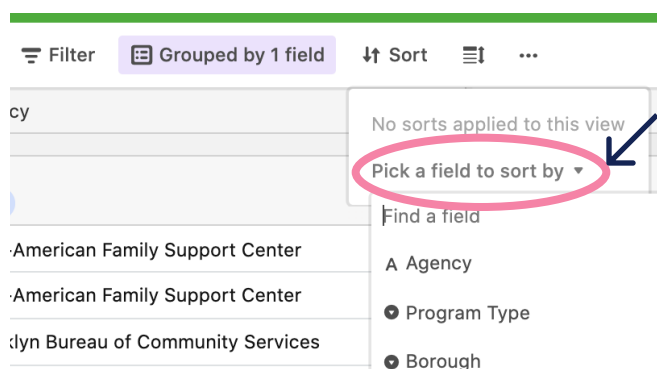 Filter Grouped by 1 field Sort
cy
No sorts applied to this view
Pick a field to sort by
Find a field
-American Family Support Center
A Agency
-American Family Support Center
Program Type
klyn Bureau of Community Services
Borough